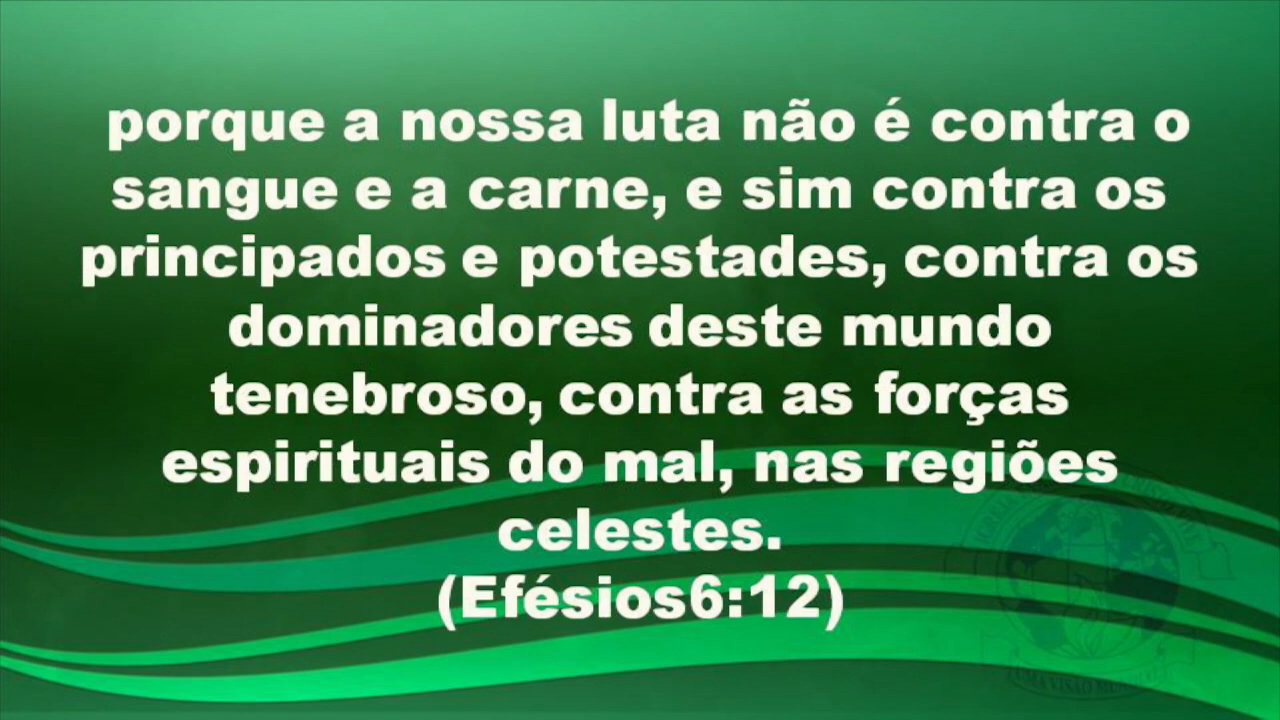 porque a nossa luta não é contra o
sangue e a carne, e sim contra os
principados e potestades, contra os
dominadores deste mundo
tenebroso, contra as forças
espirituais do mal, nas regiões
celestes.
(Efésios6:12)